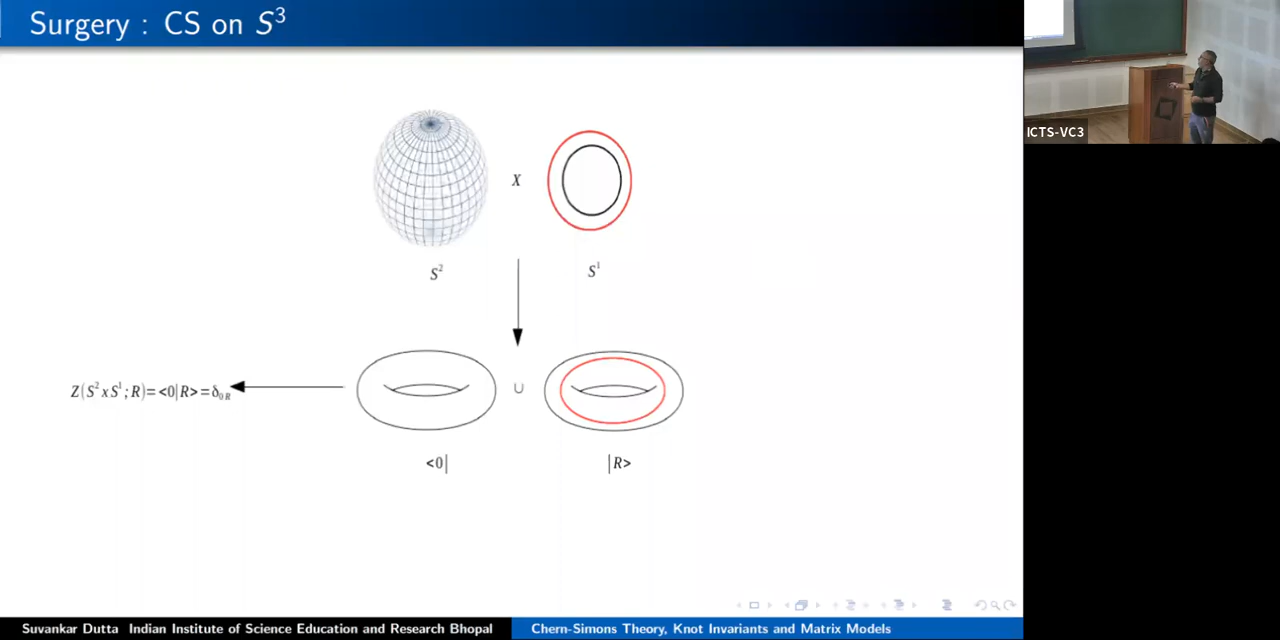 Surgery : CS on S³
X
S²
S¹
Z(S²xS¹;R)=<0|R>=δ₀R
∪
<0|
|R>
ICTS-VC3
Suvankar Dutta Indian Institute of Science Education and Research Bhopal
Chern-Simons Theory, Knot Invariants and Matrix Models